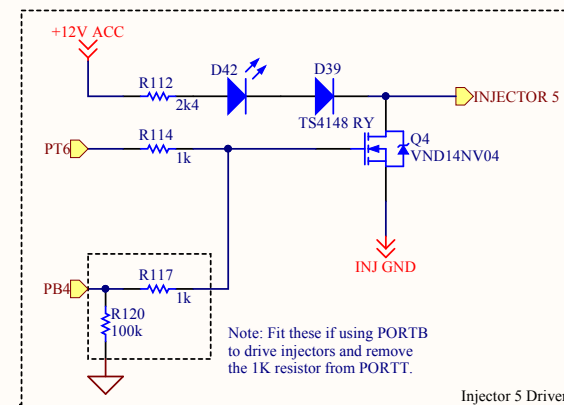 +12V ACC
D42
D39
R112
2k4
INJECTOR 5
TS4148 RY
R114
PT6
1k
Q4
VND14NV04
INJ GND
R117
PB4
1k
R120
100k
Note: Fit these if using PORTB
to drive injectors and remove
the 1K resistor from PORTT.
Injector 5 Driver